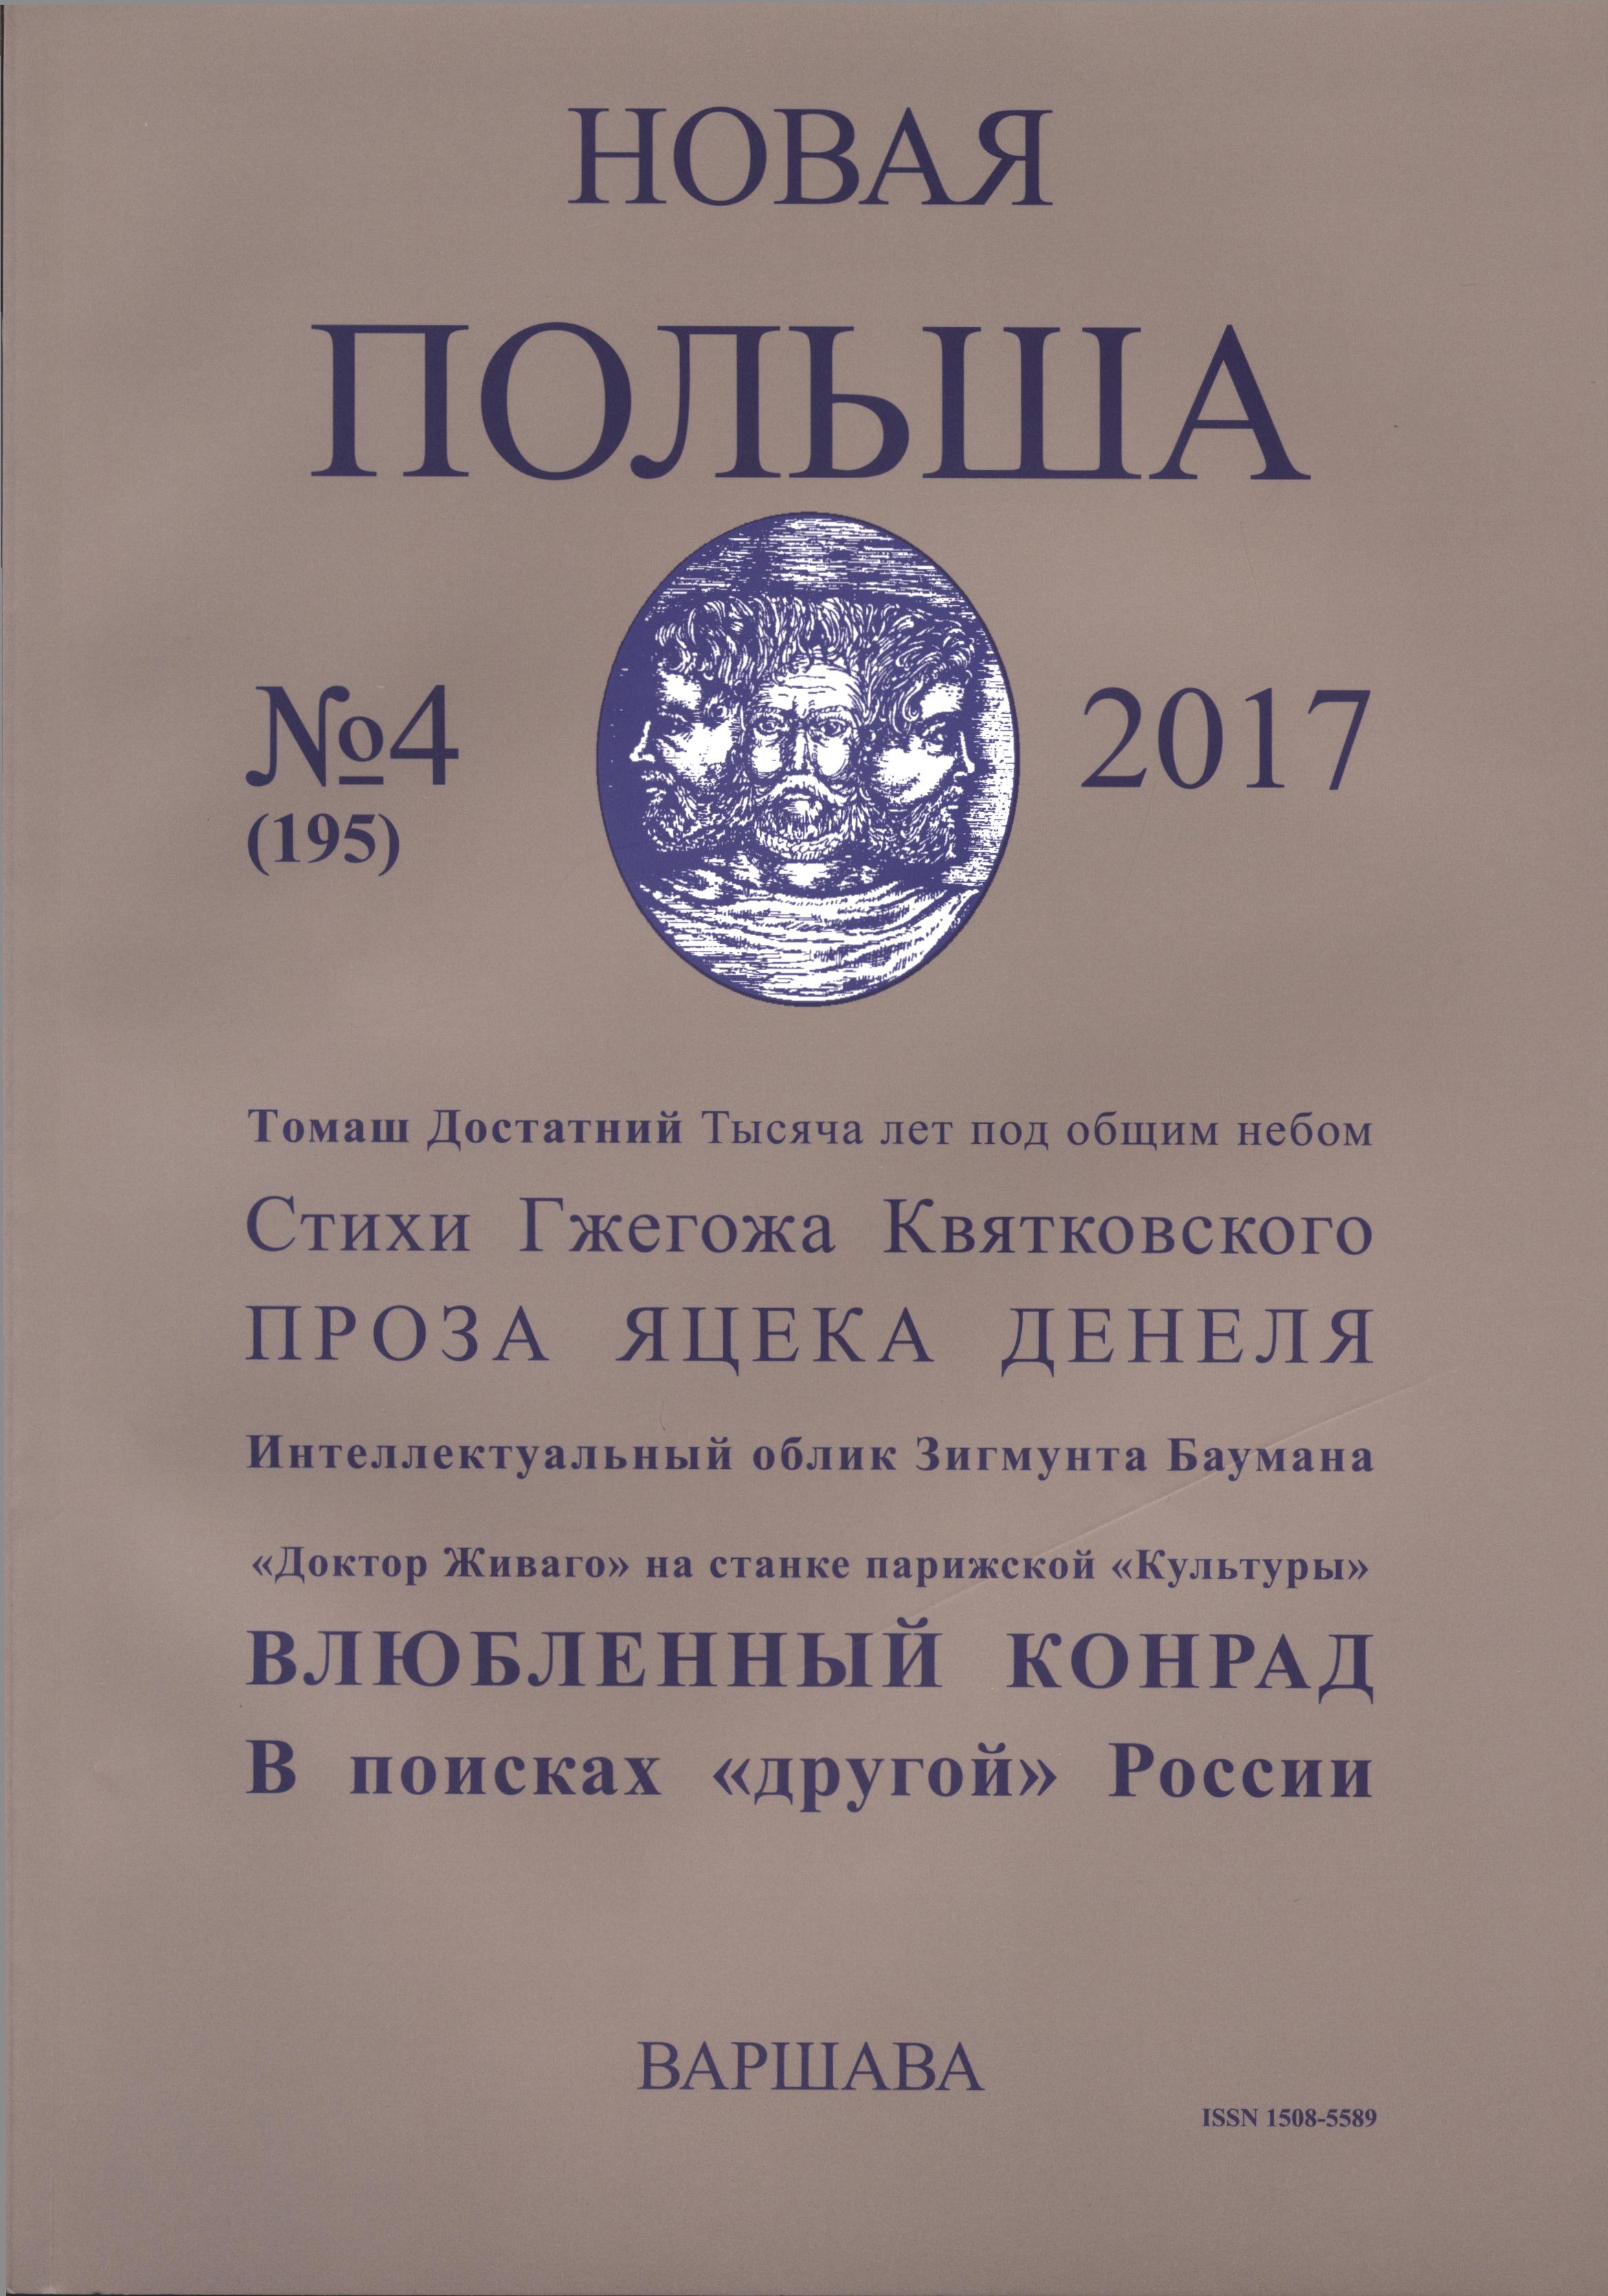 НОВАЯ
ПОЛЬША
№4
2017
(195)
Томаш Достатний Тысяча лет под общим небом
Стихи Гжегожа Квятковского
ПРОЗА ЯЦЕКА ДЕНЕЛЯ
Интеллектуальный облик Зигмунта Баумана
«Доктор Живаго» на станке парижской «Культуры»
ВЛЮБЛЕННЫЙ КОНРАД
В поисках «другой» России
ВАРШАВА
ISSN 1508-5589